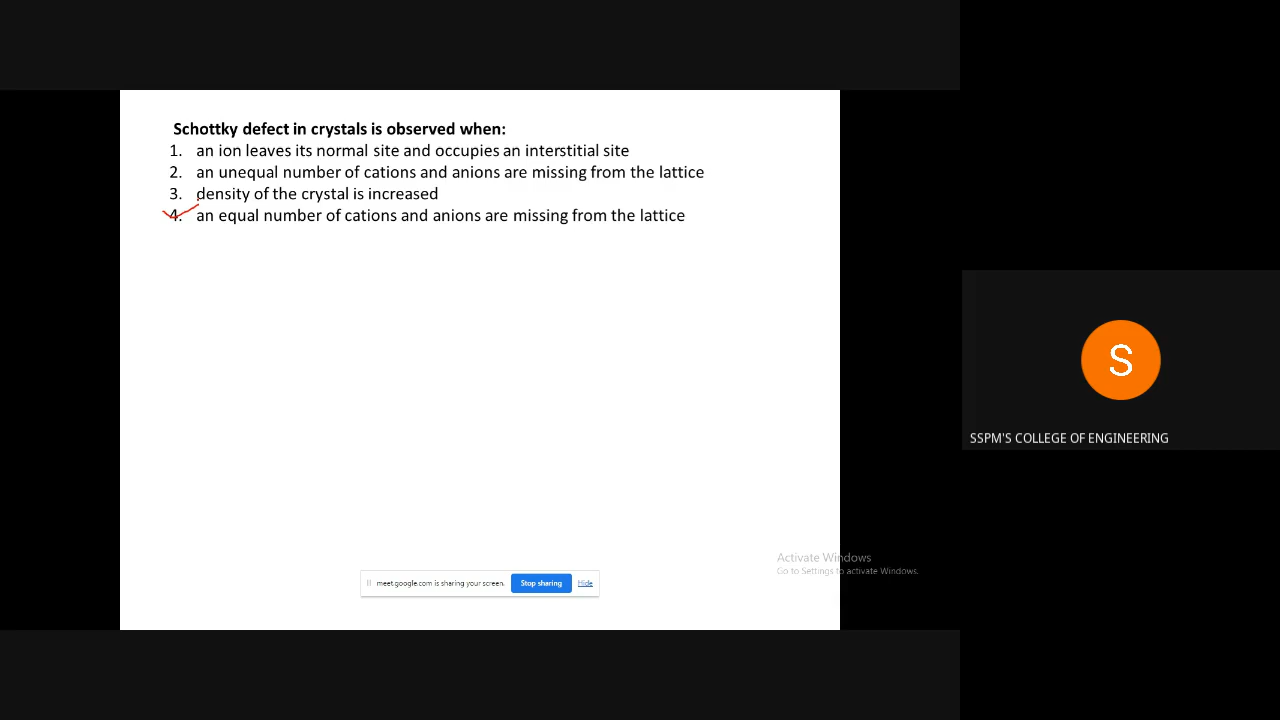 Schottky defect in crystals is observed when:
1. an ion leaves its normal site and occupies an interstitial site
2. an unequal number of cations and anions are missing from the lattice
3. density of the crystal is increased
4. an equal number of cations and anions are missing from the lattice
S
SSPM'S COLLEGE OF ENGINEERING
Activate Windows
Go to Settings to activate Windows.
meet.google.com is sharing your screen. Stop sharing Hide